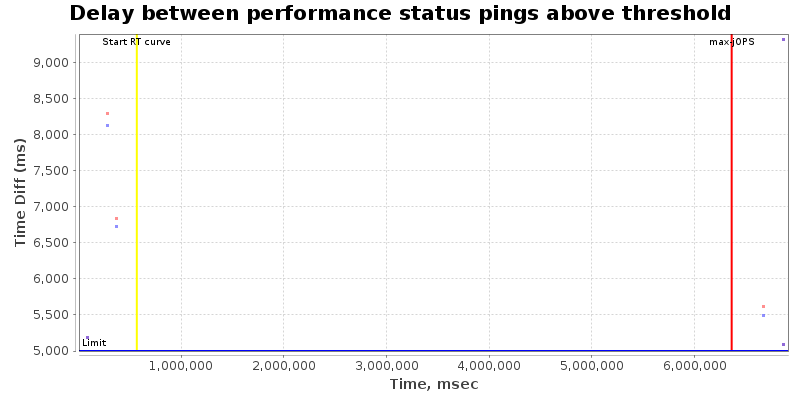 Delay between performance status pings above threshold
Start RT curve
max-jOPS
9,000
8,500
8,000
7,500
7,000
6,500
6,000
5,500
5,000
Time Diff (ms)
Limit
1,000,000
2,000,000
3,000,000
4,000,000
5,000,000
6,000,000
Time, msec